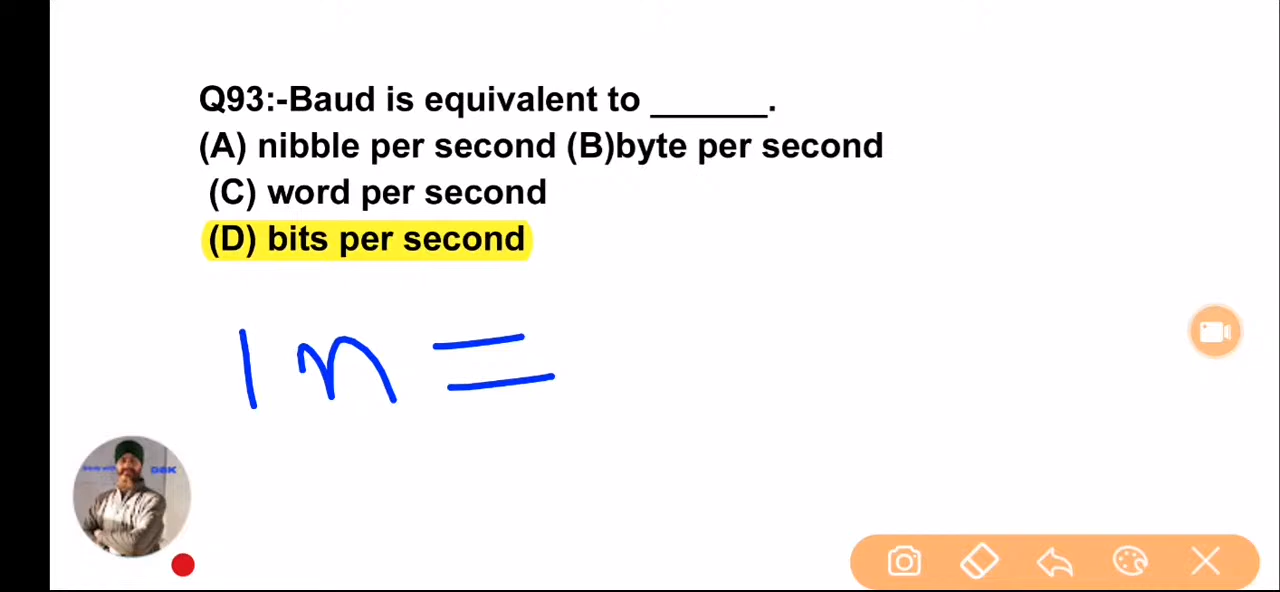 Q93:-Baud is equivalent to ______.
(A) nibble per second (B)byte per second
(C) word per second
(D) bits per second
1 n =
DBK